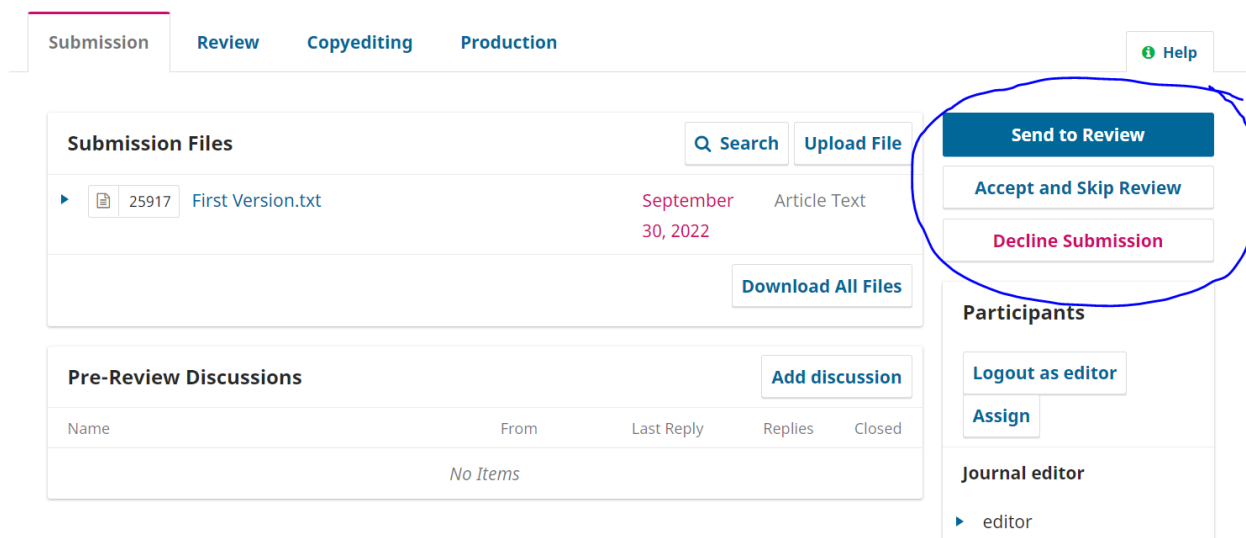 Submission Review Copyediting Production
Help
Submission Files Search Upload File
25917 First Version.txt September Article Text
30, 2022
Download All Files
Pre-Review Discussions Add discussion
Name From Last Reply Replies Closed
No Items
Send to Review
Accept and Skip Review
Decline Submission
Participants
Logout as editor
Assign
Journal editor
editor